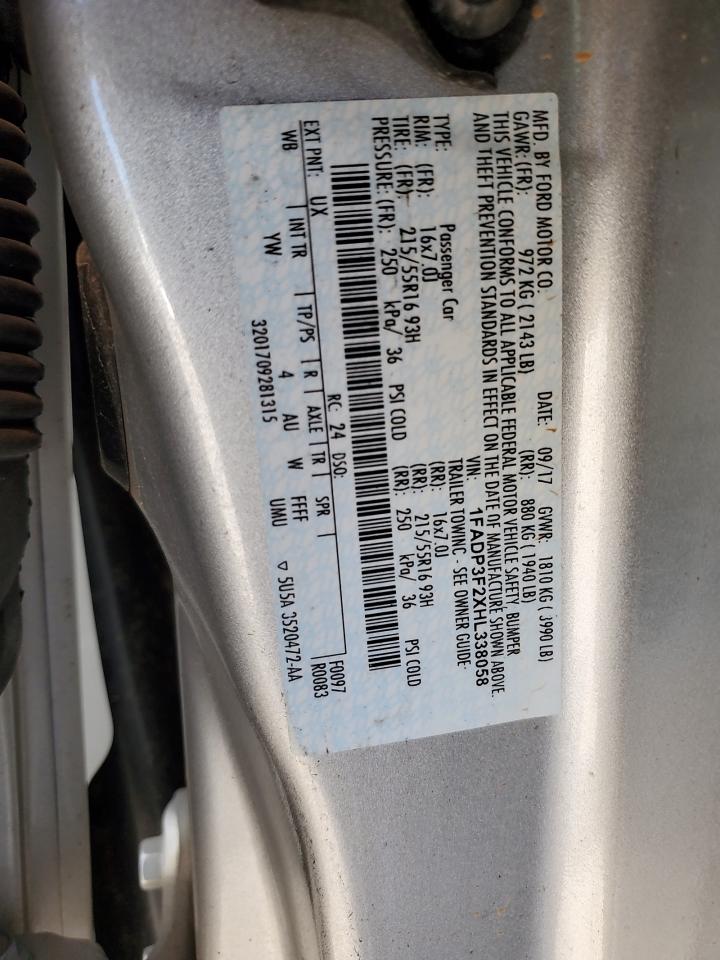 MFD. BY FORD MOTOR CO.
DATE: 09/17 GVWR: 1810 KG ( 3990 LB)
GAWR: (FR): 972 KG ( 2143 LB) (RR): 880 KG ( 1940 LB)
THIS VEHICLE CONFORMS TO ALL APPLICABLE FEDERAL MOTOR VEHICLE SAFETY, BUMPER
AND THEFT PREVENTION STANDARDS IN EFFECT ON THE DATE OF MANUFACTURE SHOWN ABOVE.
VIN: 1FADP3F2XHL338058
TYPE: Passenger Car TRAILER TOWING - SEE OWNER GUIDE
RIM: (FR): 16x7.0J (RR): 16x7.0J
TIRE: (FR): 215/55R16 93H (RR): 215/55R16 93H
PRESSURE: (FR): 250 kPa/ 36 PSI COLD (RR): 250 kPa/ 36 PSI COLD
F0097
R0083
EXT PNT: UX RC: 24 DSO:
WB INT TR TP/PS R AXLE TR SPR
YW 4 AU W FFFF UMU
3201709281315 5U5A 3520472-AA